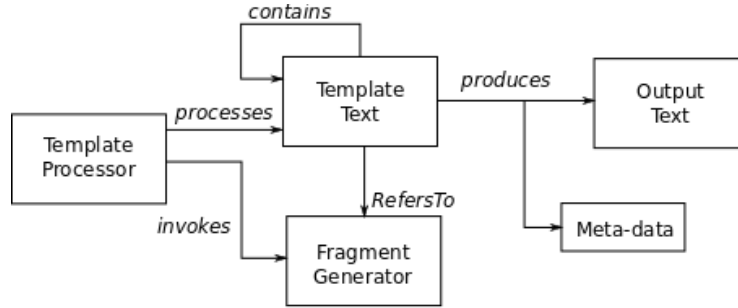 contains
Template
Text
produces
Output
Text
processes
Template
Processor
RefersTo
invokes
Fragment
Generator
Meta-data